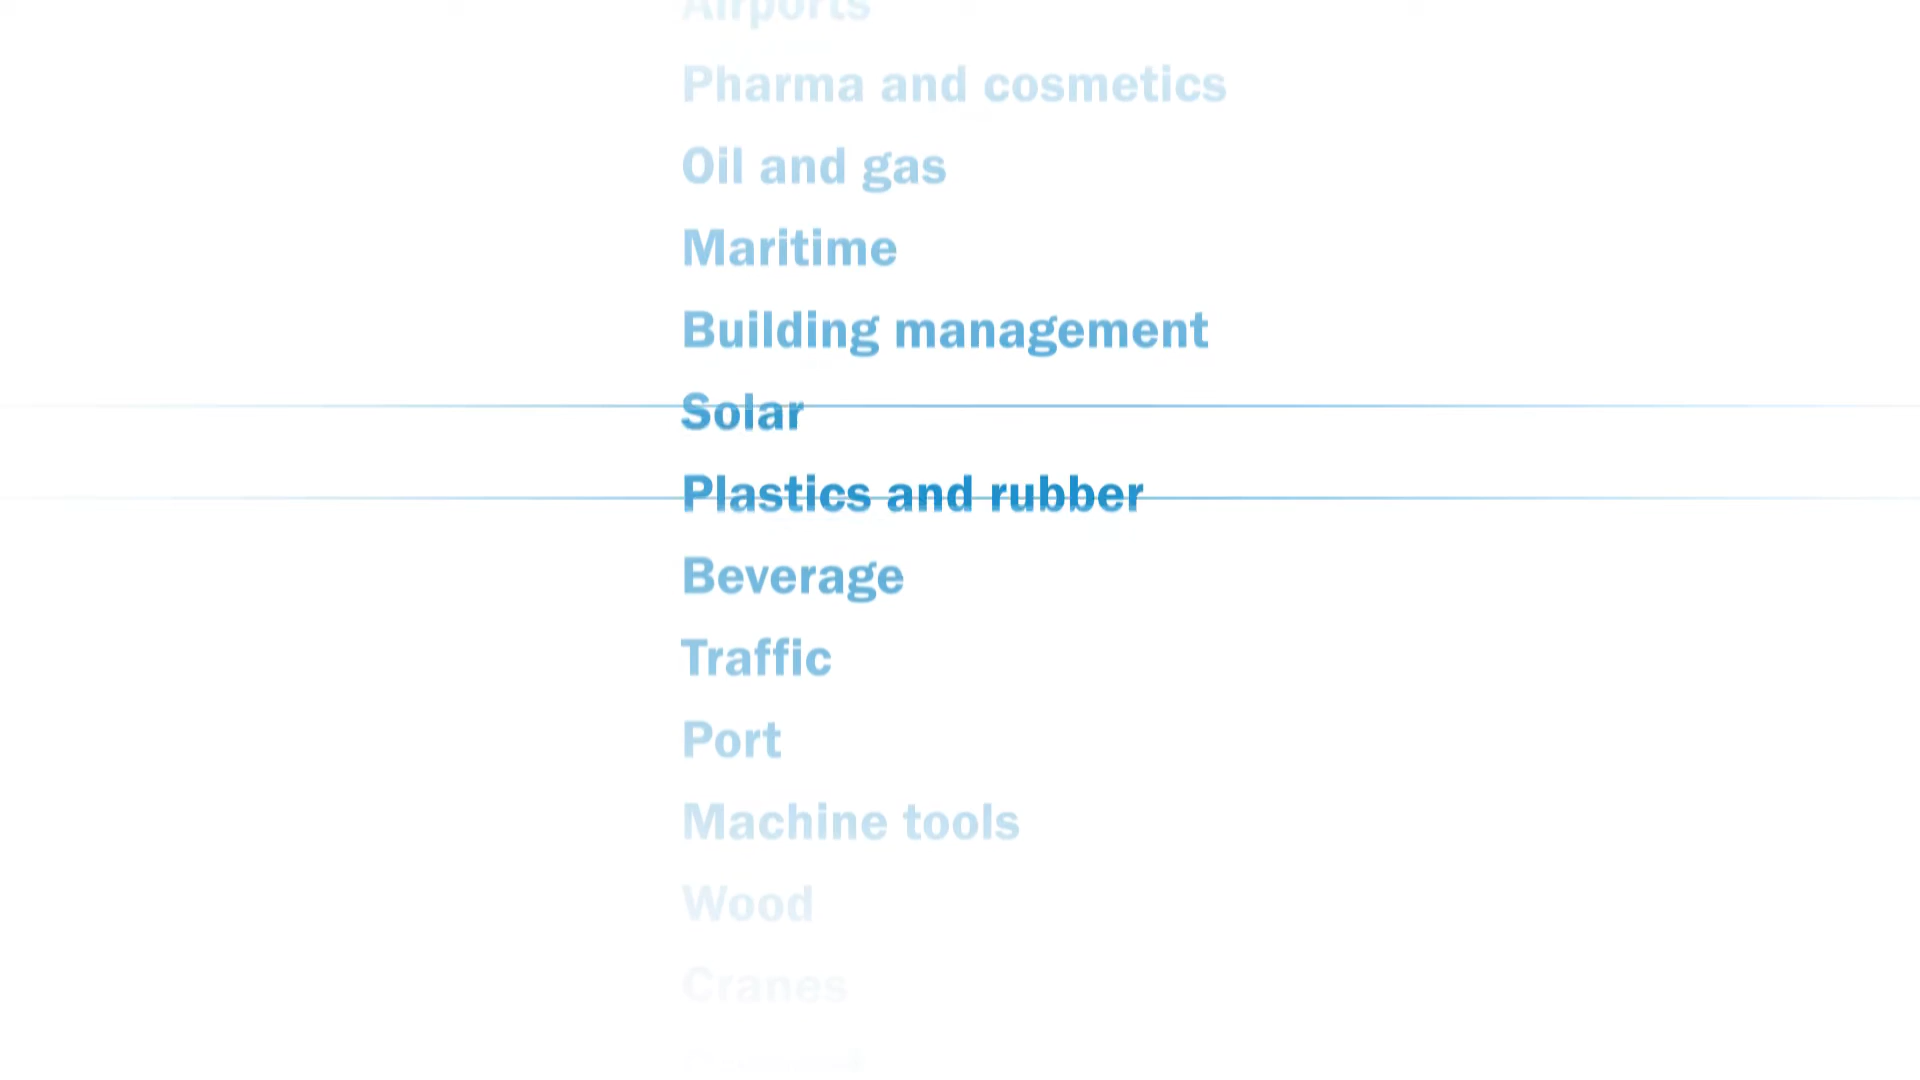 Airports
Pharma and cosmetics
Oil and gas
Maritime
Building management
Solar
Plastics and rubber
Beverage
Traffic
Port
Machine tools
Wood
Cranes